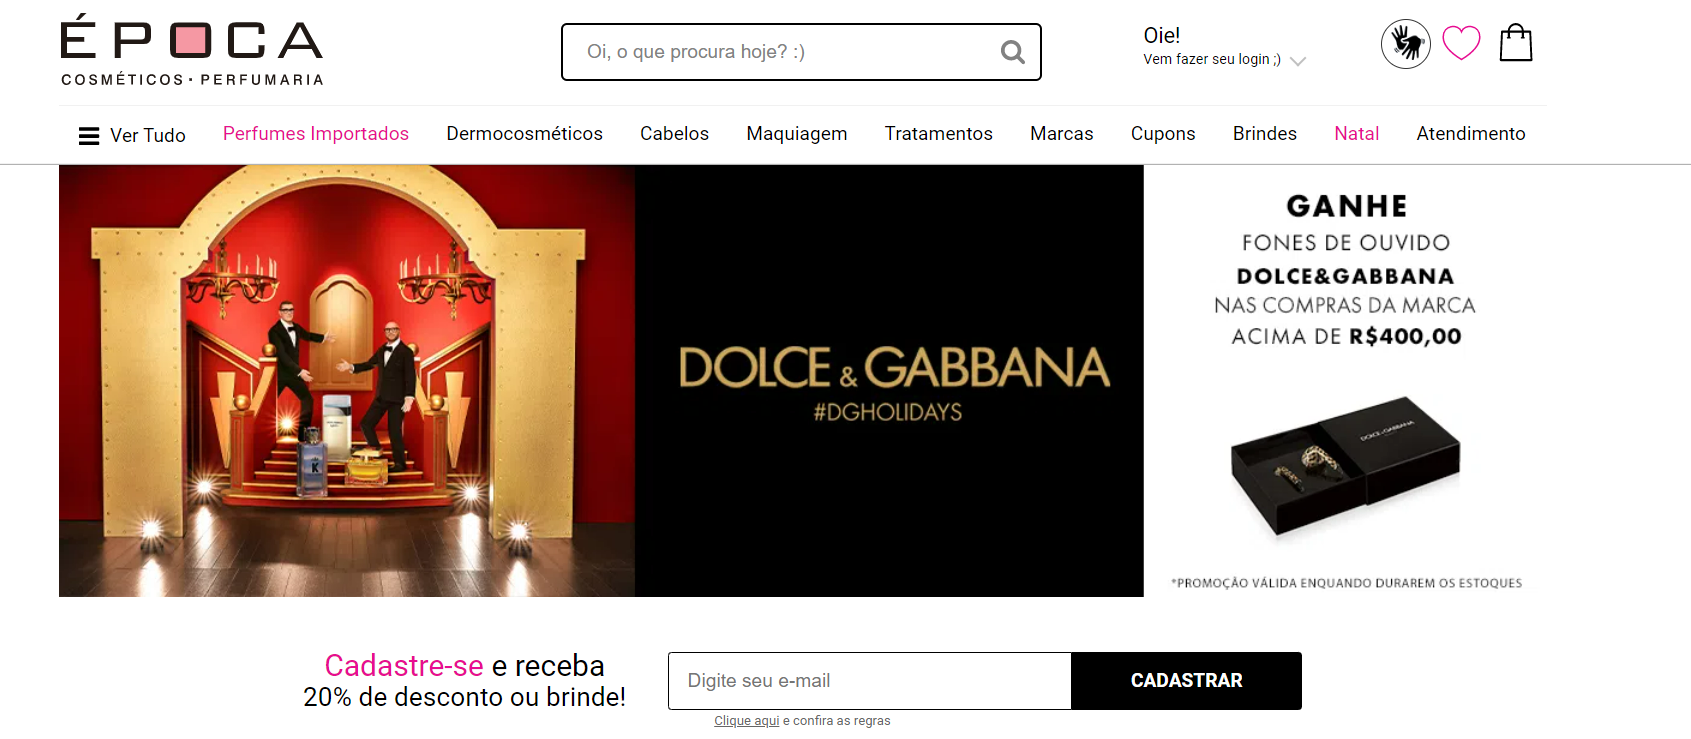 ÉPOCA
COSMÉTICOS · PERFUMARIA
Oi, o que procura hoje? :)
Oie!
Vem fazer seu login ;)
Ver Tudo
Perfumes Importados
Dermocosméticos
Cabelos
Maquiagem
Tratamentos
Marcas
Cupons
Brindes
Natal
Atendimento
K
DOLCE & GABBANA
#DGHOLIDAYS
GANHE
FONES DE OUVIDO
DOLCE&GABBANA
NAS COMPRAS DA MARCA
ACIMA DE R$400,00
DOLCE & GABBANA
*PROMOÇÃO VÁLIDA ENQUANDO DURAREM OS ESTOQUES
Cadastre-se e receba
20% de desconto ou brinde!
Digite seu e-mail
CADASTRAR
Clique aqui e confira as regras